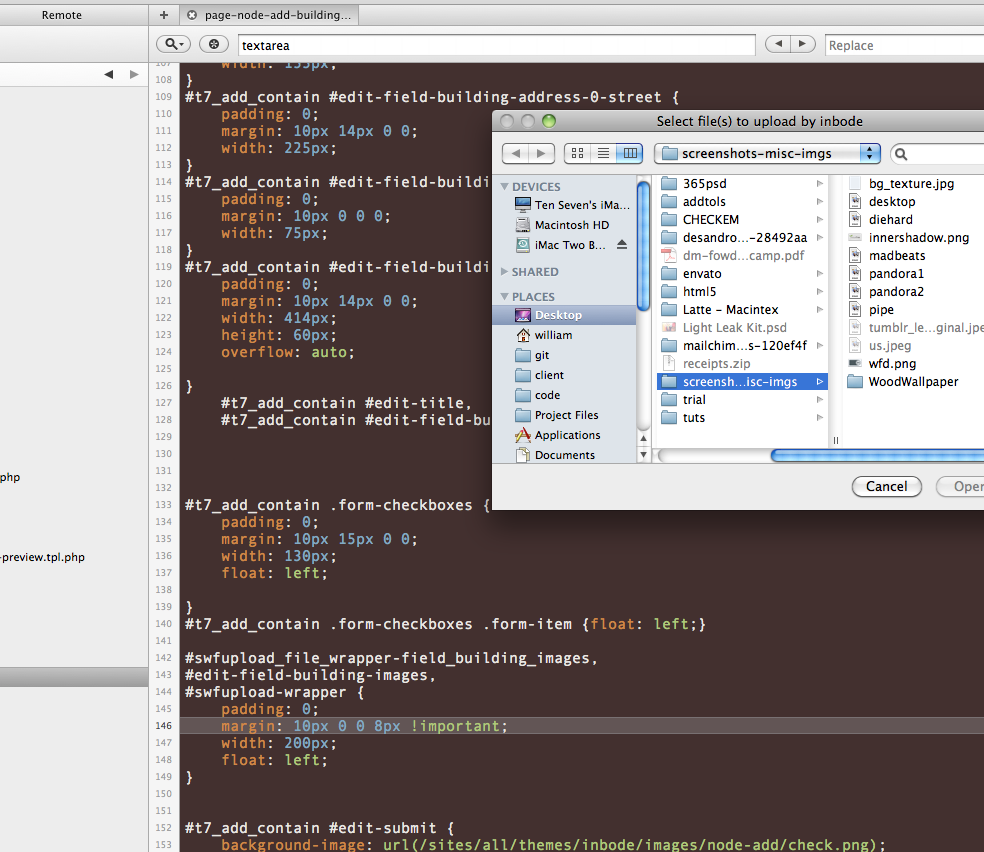 Remote
+ page-node-add-building...
textarea
Replace
107 width: 155px;
108 }
109 #t7_add_contain #edit-field-building-address-0-street {
110 padding: 0;
111 margin: 10px 14px 0 0;
112 width: 225px;
113 }
114 #t7_add_contain #edit-field-buildi
115 padding: 0;
116 margin: 10px 0 0 0;
117 width: 75px;
118 }
119 #t7_add_contain #edit-field-buildi
120 padding: 0;
121 margin: 10px 14px 0 0;
122 width: 414px;
123 height: 60px;
124 overflow: auto;
125
126 }
127 #t7_add_contain #edit-title,
128 #t7_add_contain #edit-field-bu
129
130
131
132
133 #t7_add_contain .form-checkboxes {
134 padding: 0;
135 margin: 10px 15px 0 0;
136 width: 130px;
137 float: left;
138
139 }
140 #t7_add_contain .form-checkboxes .form-item {float: left;}
141
142 #swfupload_file_wrapper-field_building_images,
143 #edit-field-building-images,
144 #swfupload-wrapper {
145 padding: 0;
146 margin: 10px 0 0 8px !important;
147 width: 200px;
148 float: left;
149 }
150
151
152 #t7_add_contain #edit-submit {
153 background-image: url(/sites/all/themes/inbode/images/node-add/check.png);
php
-preview.tpl.php
Select file(s) to upload by inbode
screenshots-misc-imgs
DEVICES
Ten Seven's iMa...
Macintosh HD
iMac Two B...
SHARED
PLACES
Desktop
william
git
client
code
Project Files
Applications
Documents
365psd
addtols
CHECKEM
desandro...-28492aa
dm-fowd...camp.pdf
envato
html5
Latte - Macintex
Light Leak Kit.psd
mailchim...s-120ef4f
receipts.zip
screensh...isc-imgs
trial
tuts
bg_texture.jpg
desktop
diehard
innershadow.png
madbeats
pandora1
pandora2
pipe
tumblr_le...ginal.jpe
us.jpeg
wfd.png
WoodWallpaper
Cancel
Open